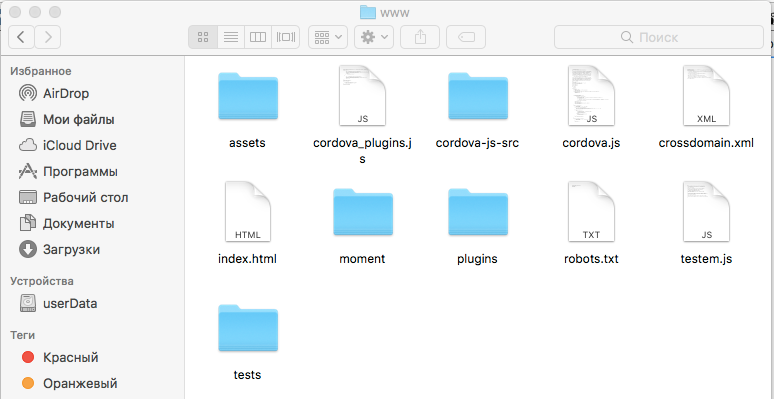 www
Поиск
Избранное
AirDrop
Мои файлы
iCloud Drive
Программы
Рабочий стол
Документы
Загрузки
Устройства
userData
Теги
Красный
Оранжевый
JS
JS
XML
assets
cordova_plugins.j
s
cordova-js-src
cordova.js
crossdomain.xml
HTML
TXT
JS
index.html
moment
plugins
robots.txt
testem.js
tests